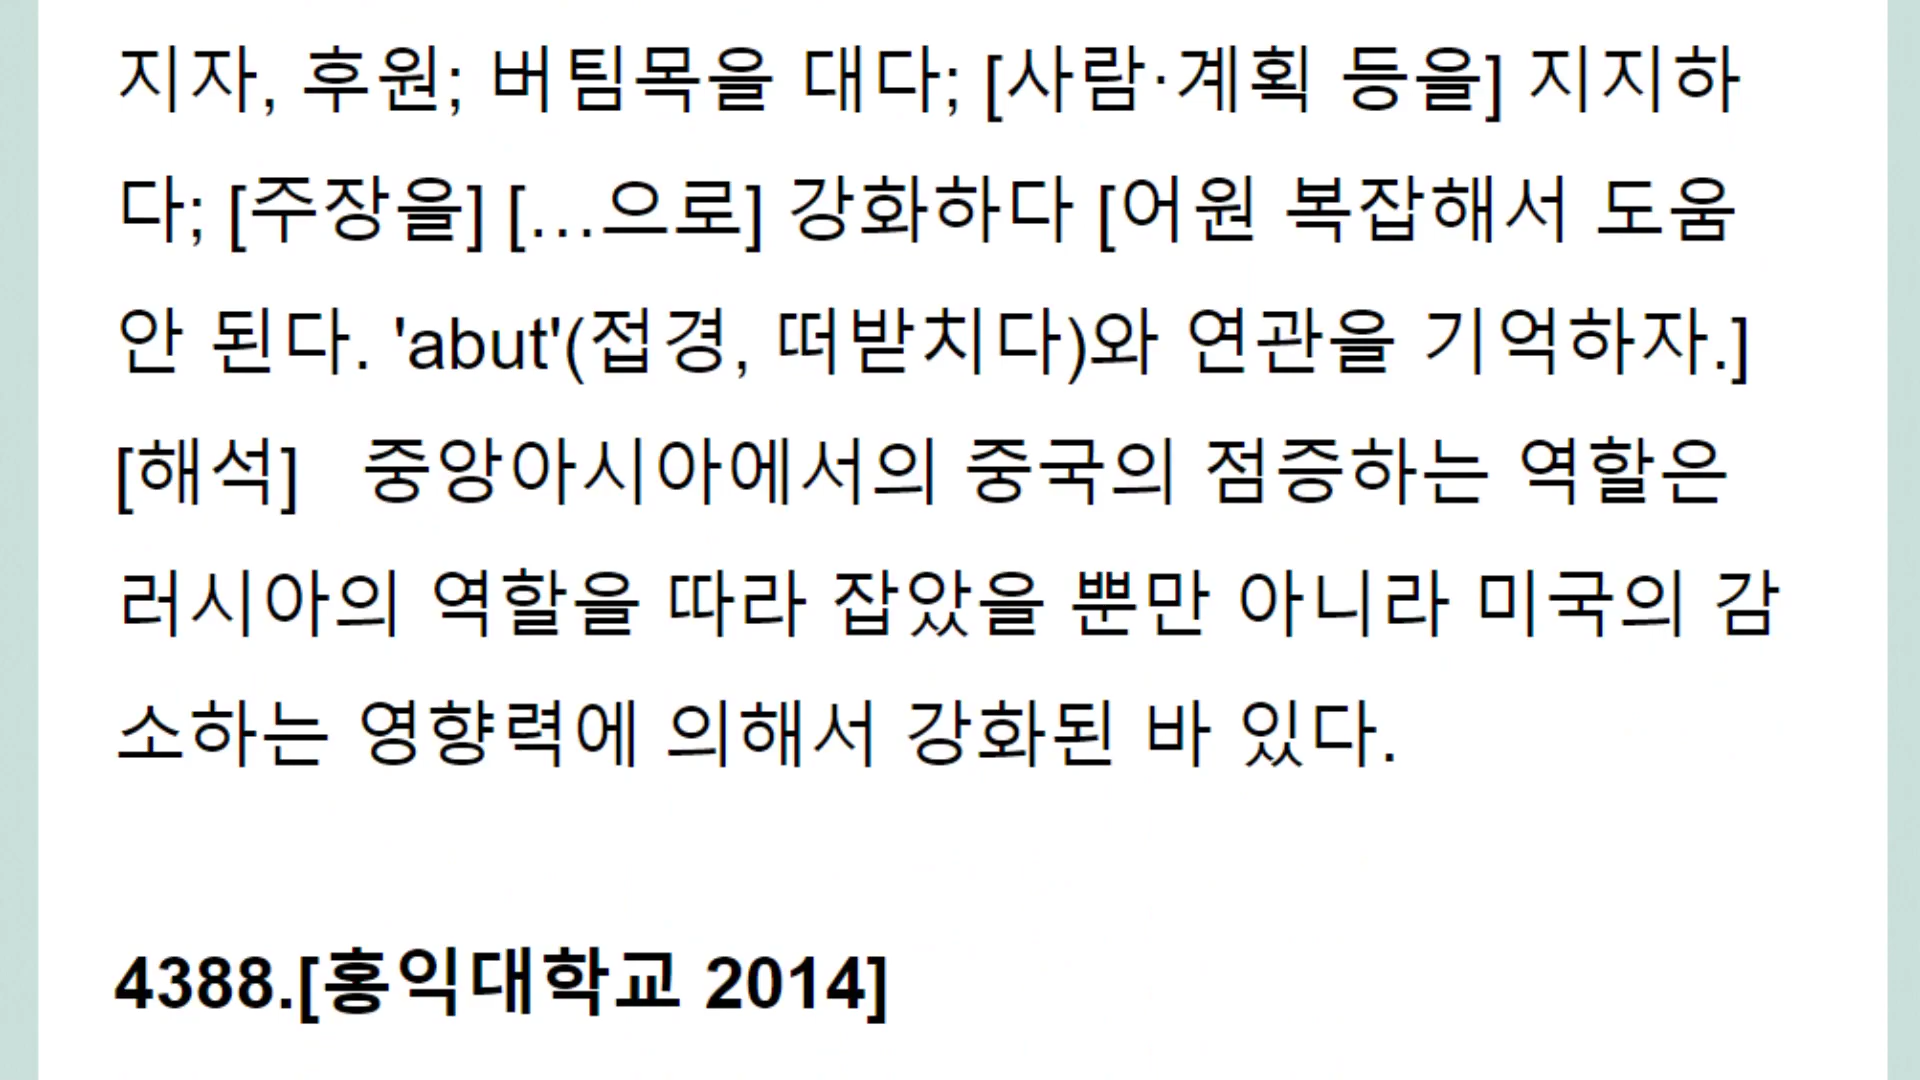 지자, 후원; 버팀목을 대다; [사람·계획 등을] 지지하
다; [주장을] […으로] 강화하다 [어원 복잡해서 도움
안 된다. 'abut'(접경, 떠받치다)와 연관을 기억하자.]
[해석] 중앙아시아에서의 중국의 점증하는 역할은
러시아의 역할을 따라 잡았을 뿐만 아니라 미국의 감
소하는 영향력에 의해서 강화된 바 있다.
4388.[홍익대학교 2014]